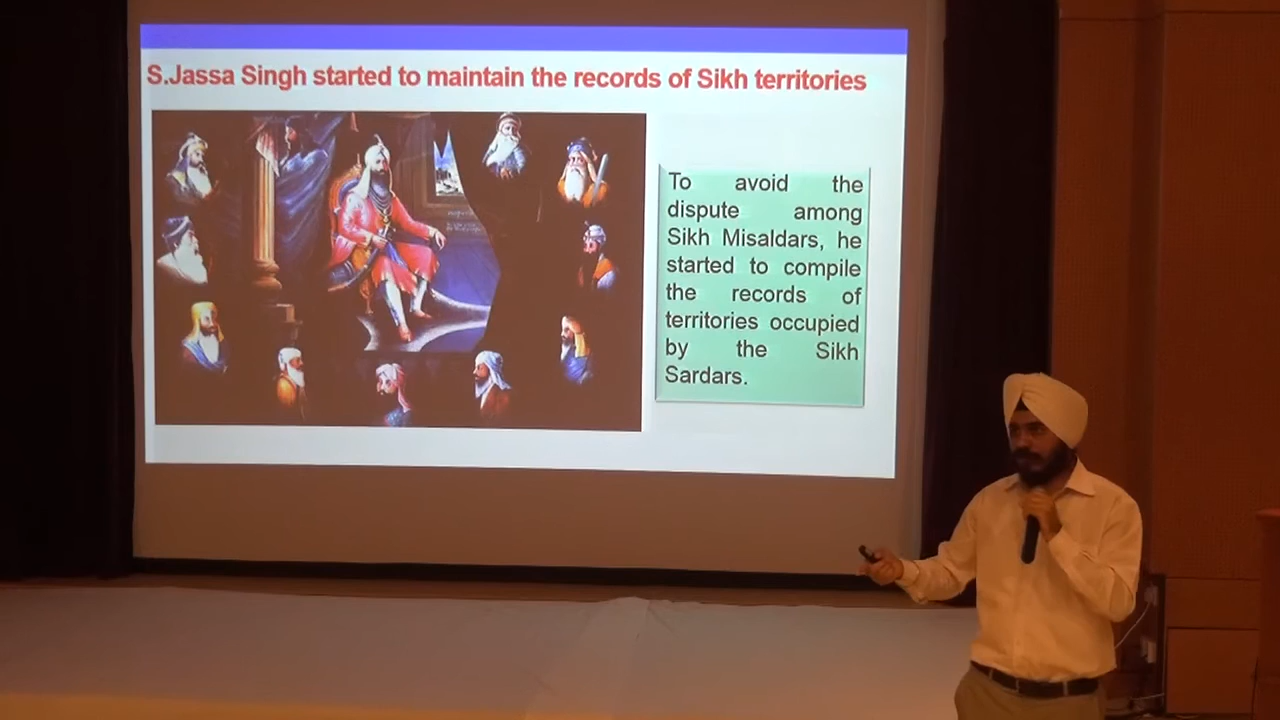 S.Jassa Singh started to maintain the records of Sikh territories
To avoid the
dispute among
Sikh Misaldars, he
started to compile
the records of
territories occupied
by the Sikh
Sardars.